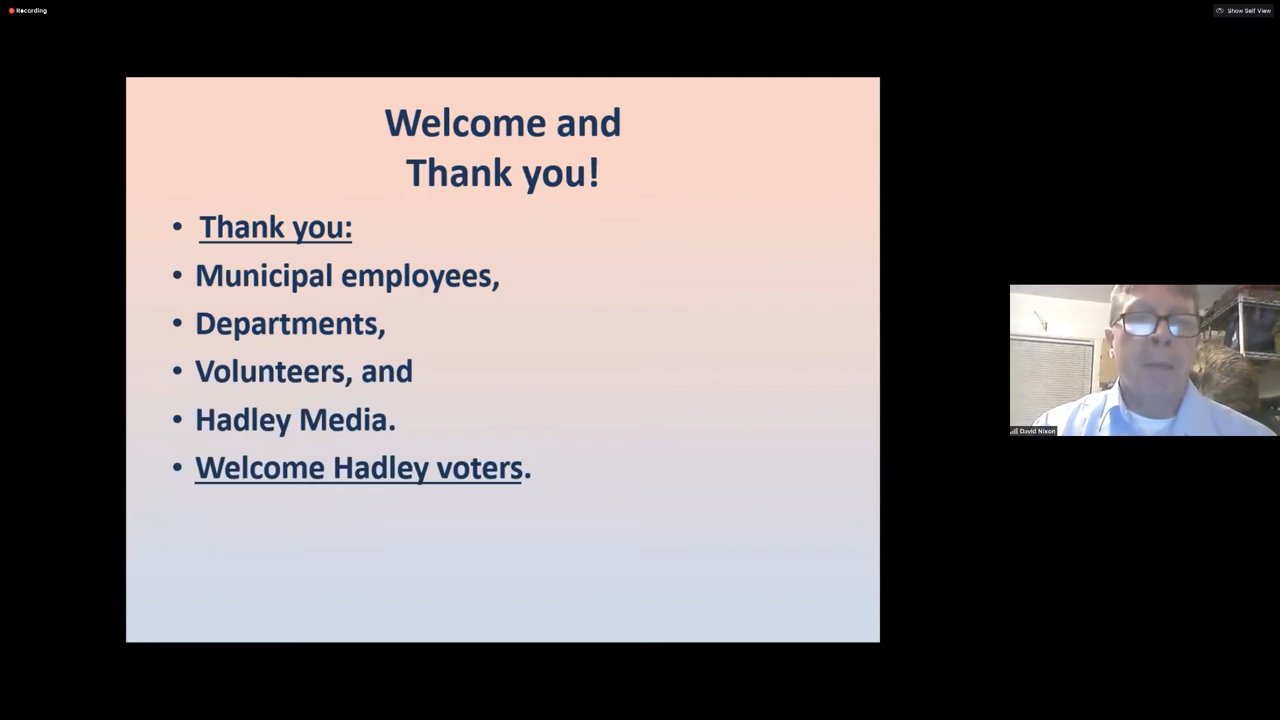 Recording
Show Self View
Welcome and
Thank you!
• Thank you:
• Municipal employees,
• Departments,
• Volunteers, and
• Hadley Media.
• Welcome Hadley voters.
David Nixon